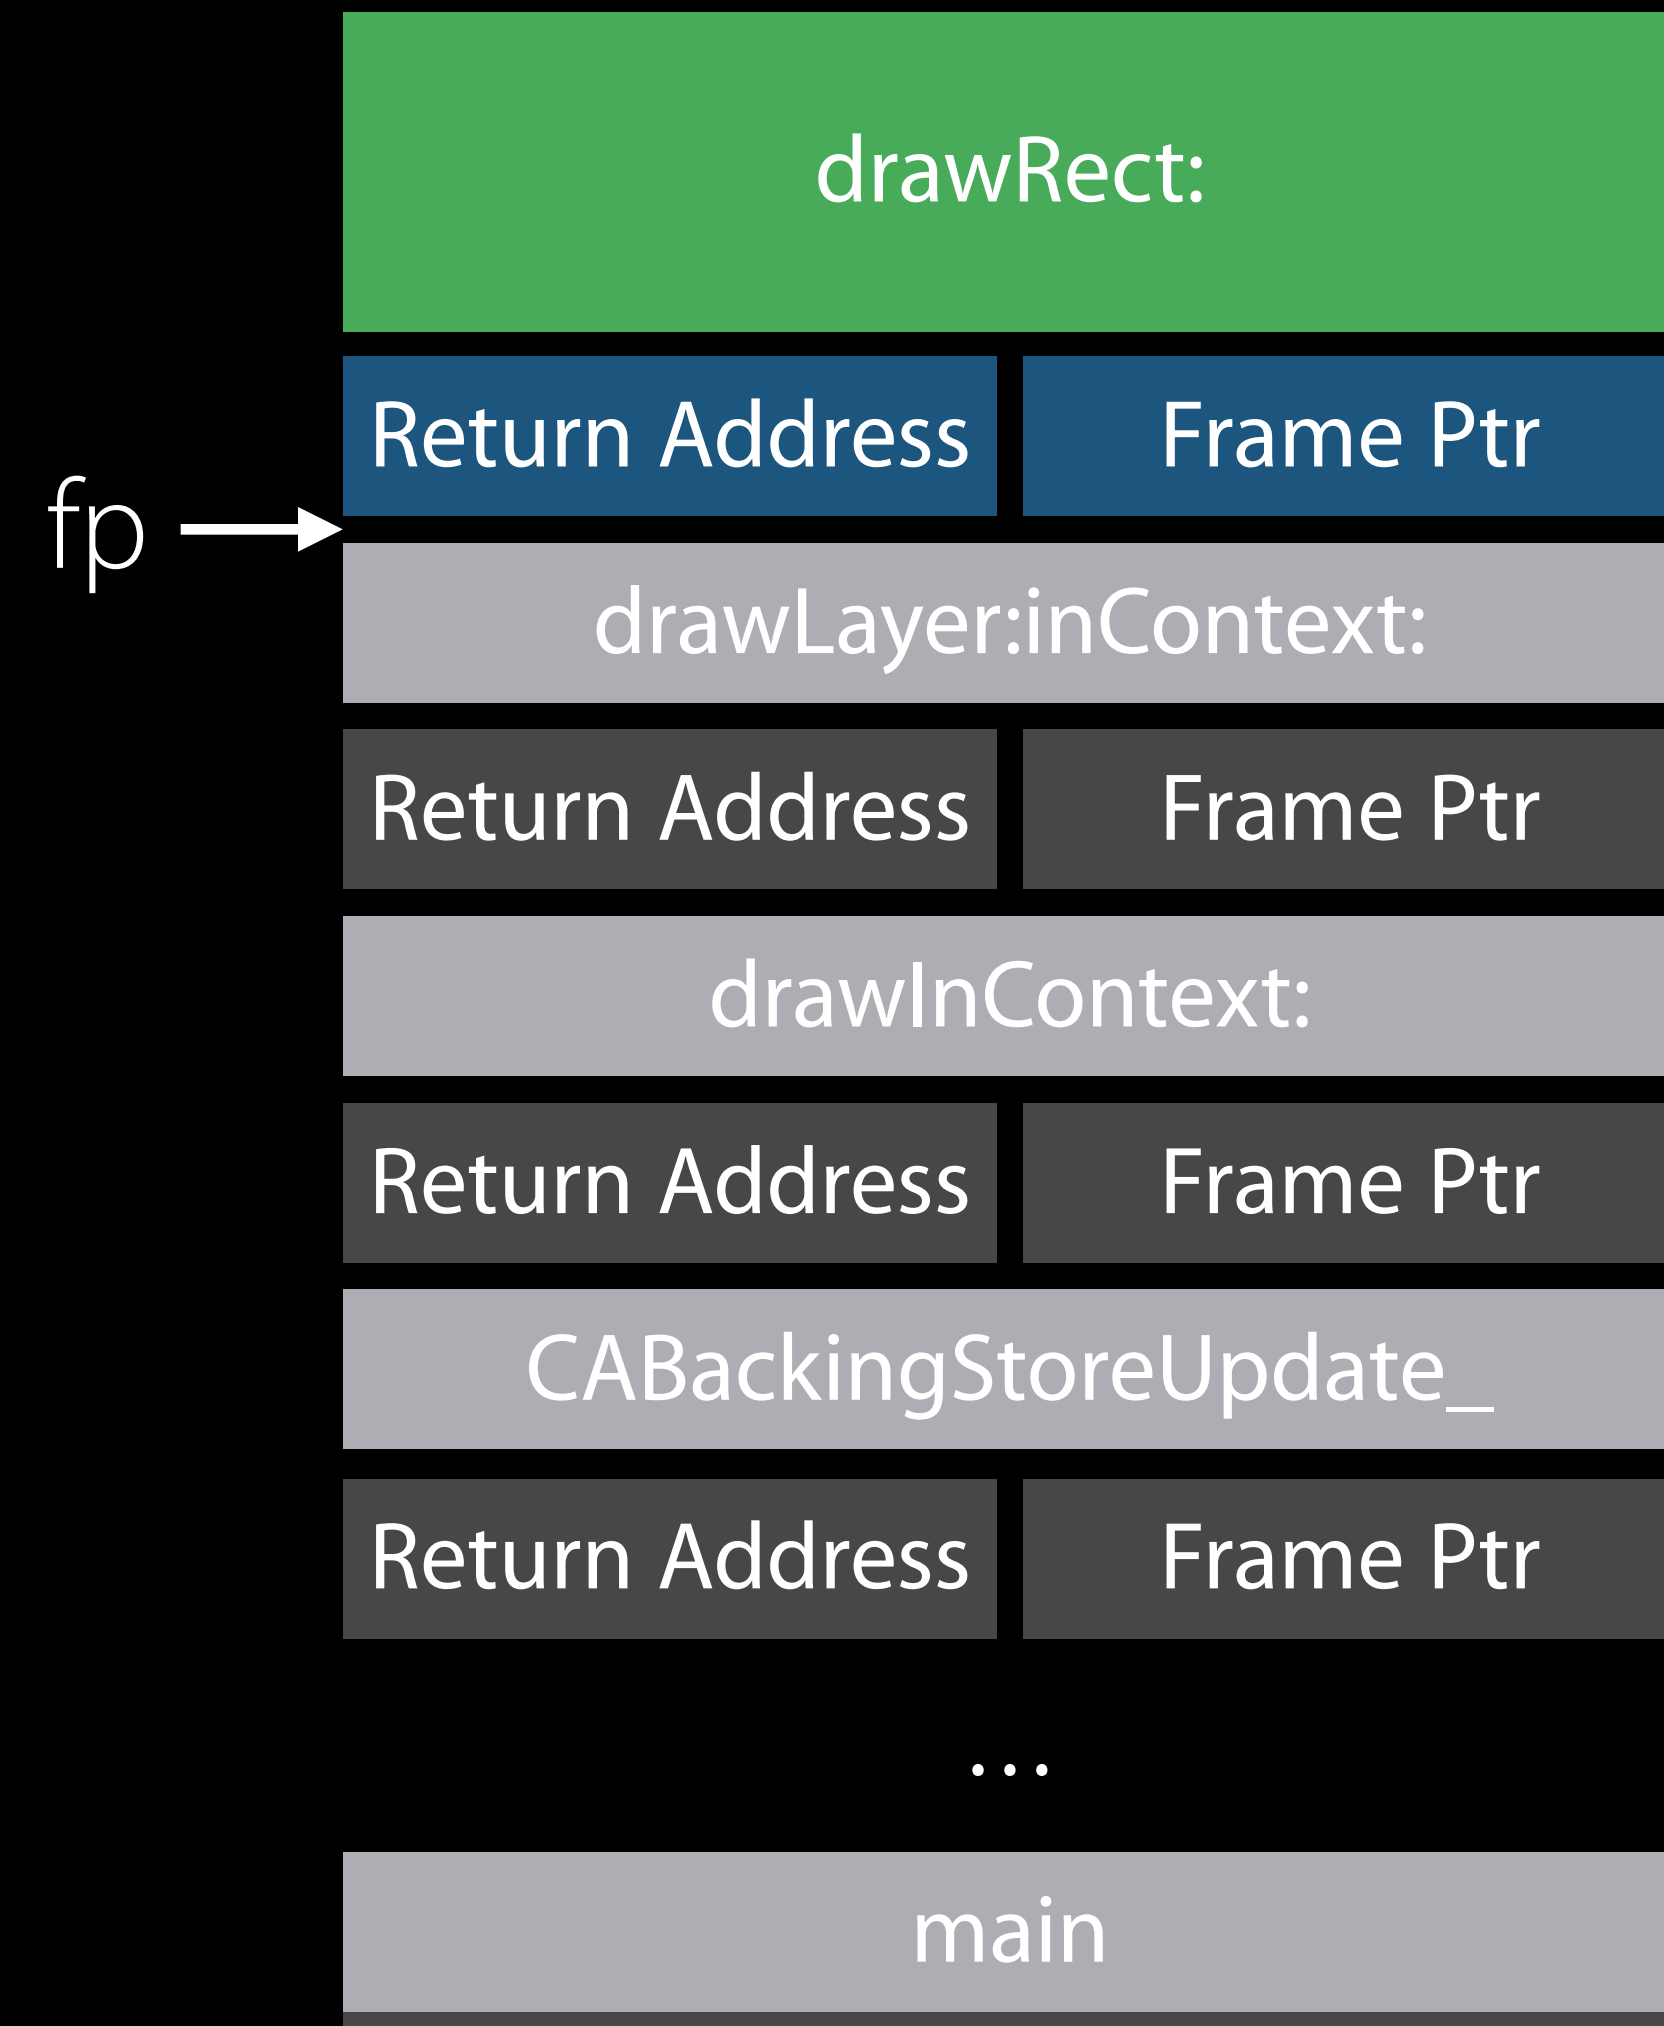 drawRect:
Return Address Frame Ptr
fp
drawLayer:inContext:
Return Address Frame Ptr
drawInContext:
Return Address Frame Ptr
CABackingStoreUpdate_
Return Address Frame Ptr
...
main